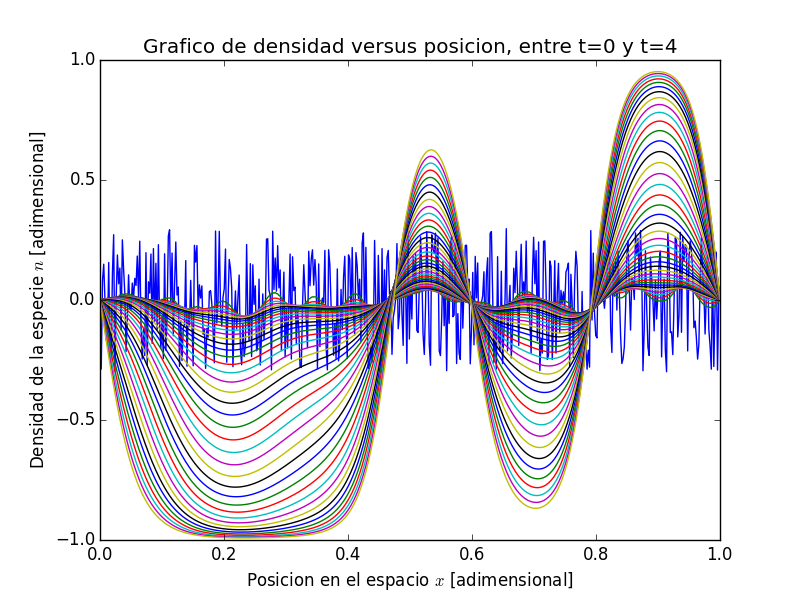 Grafico de densidad versus posicion, entre t=0 y t=4
1.0
0.5
0.0
−0.5
−1.0
Densidad de la especie n [adimensional]
0.0 0.2 0.4 0.6 0.8 1.0
Posicion en el espacio x [adimensional]